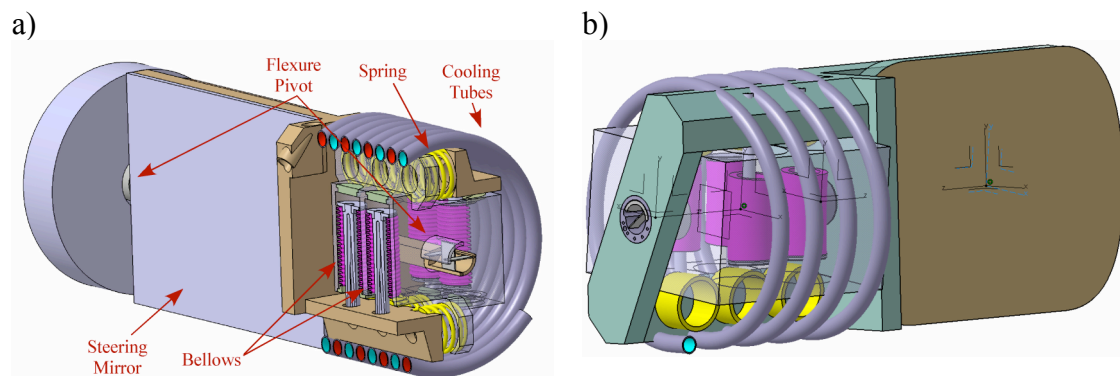 a)
b)
Flexure
Pivot
Spring
Cooling
Tubes
Steering
Mirror
Bellows